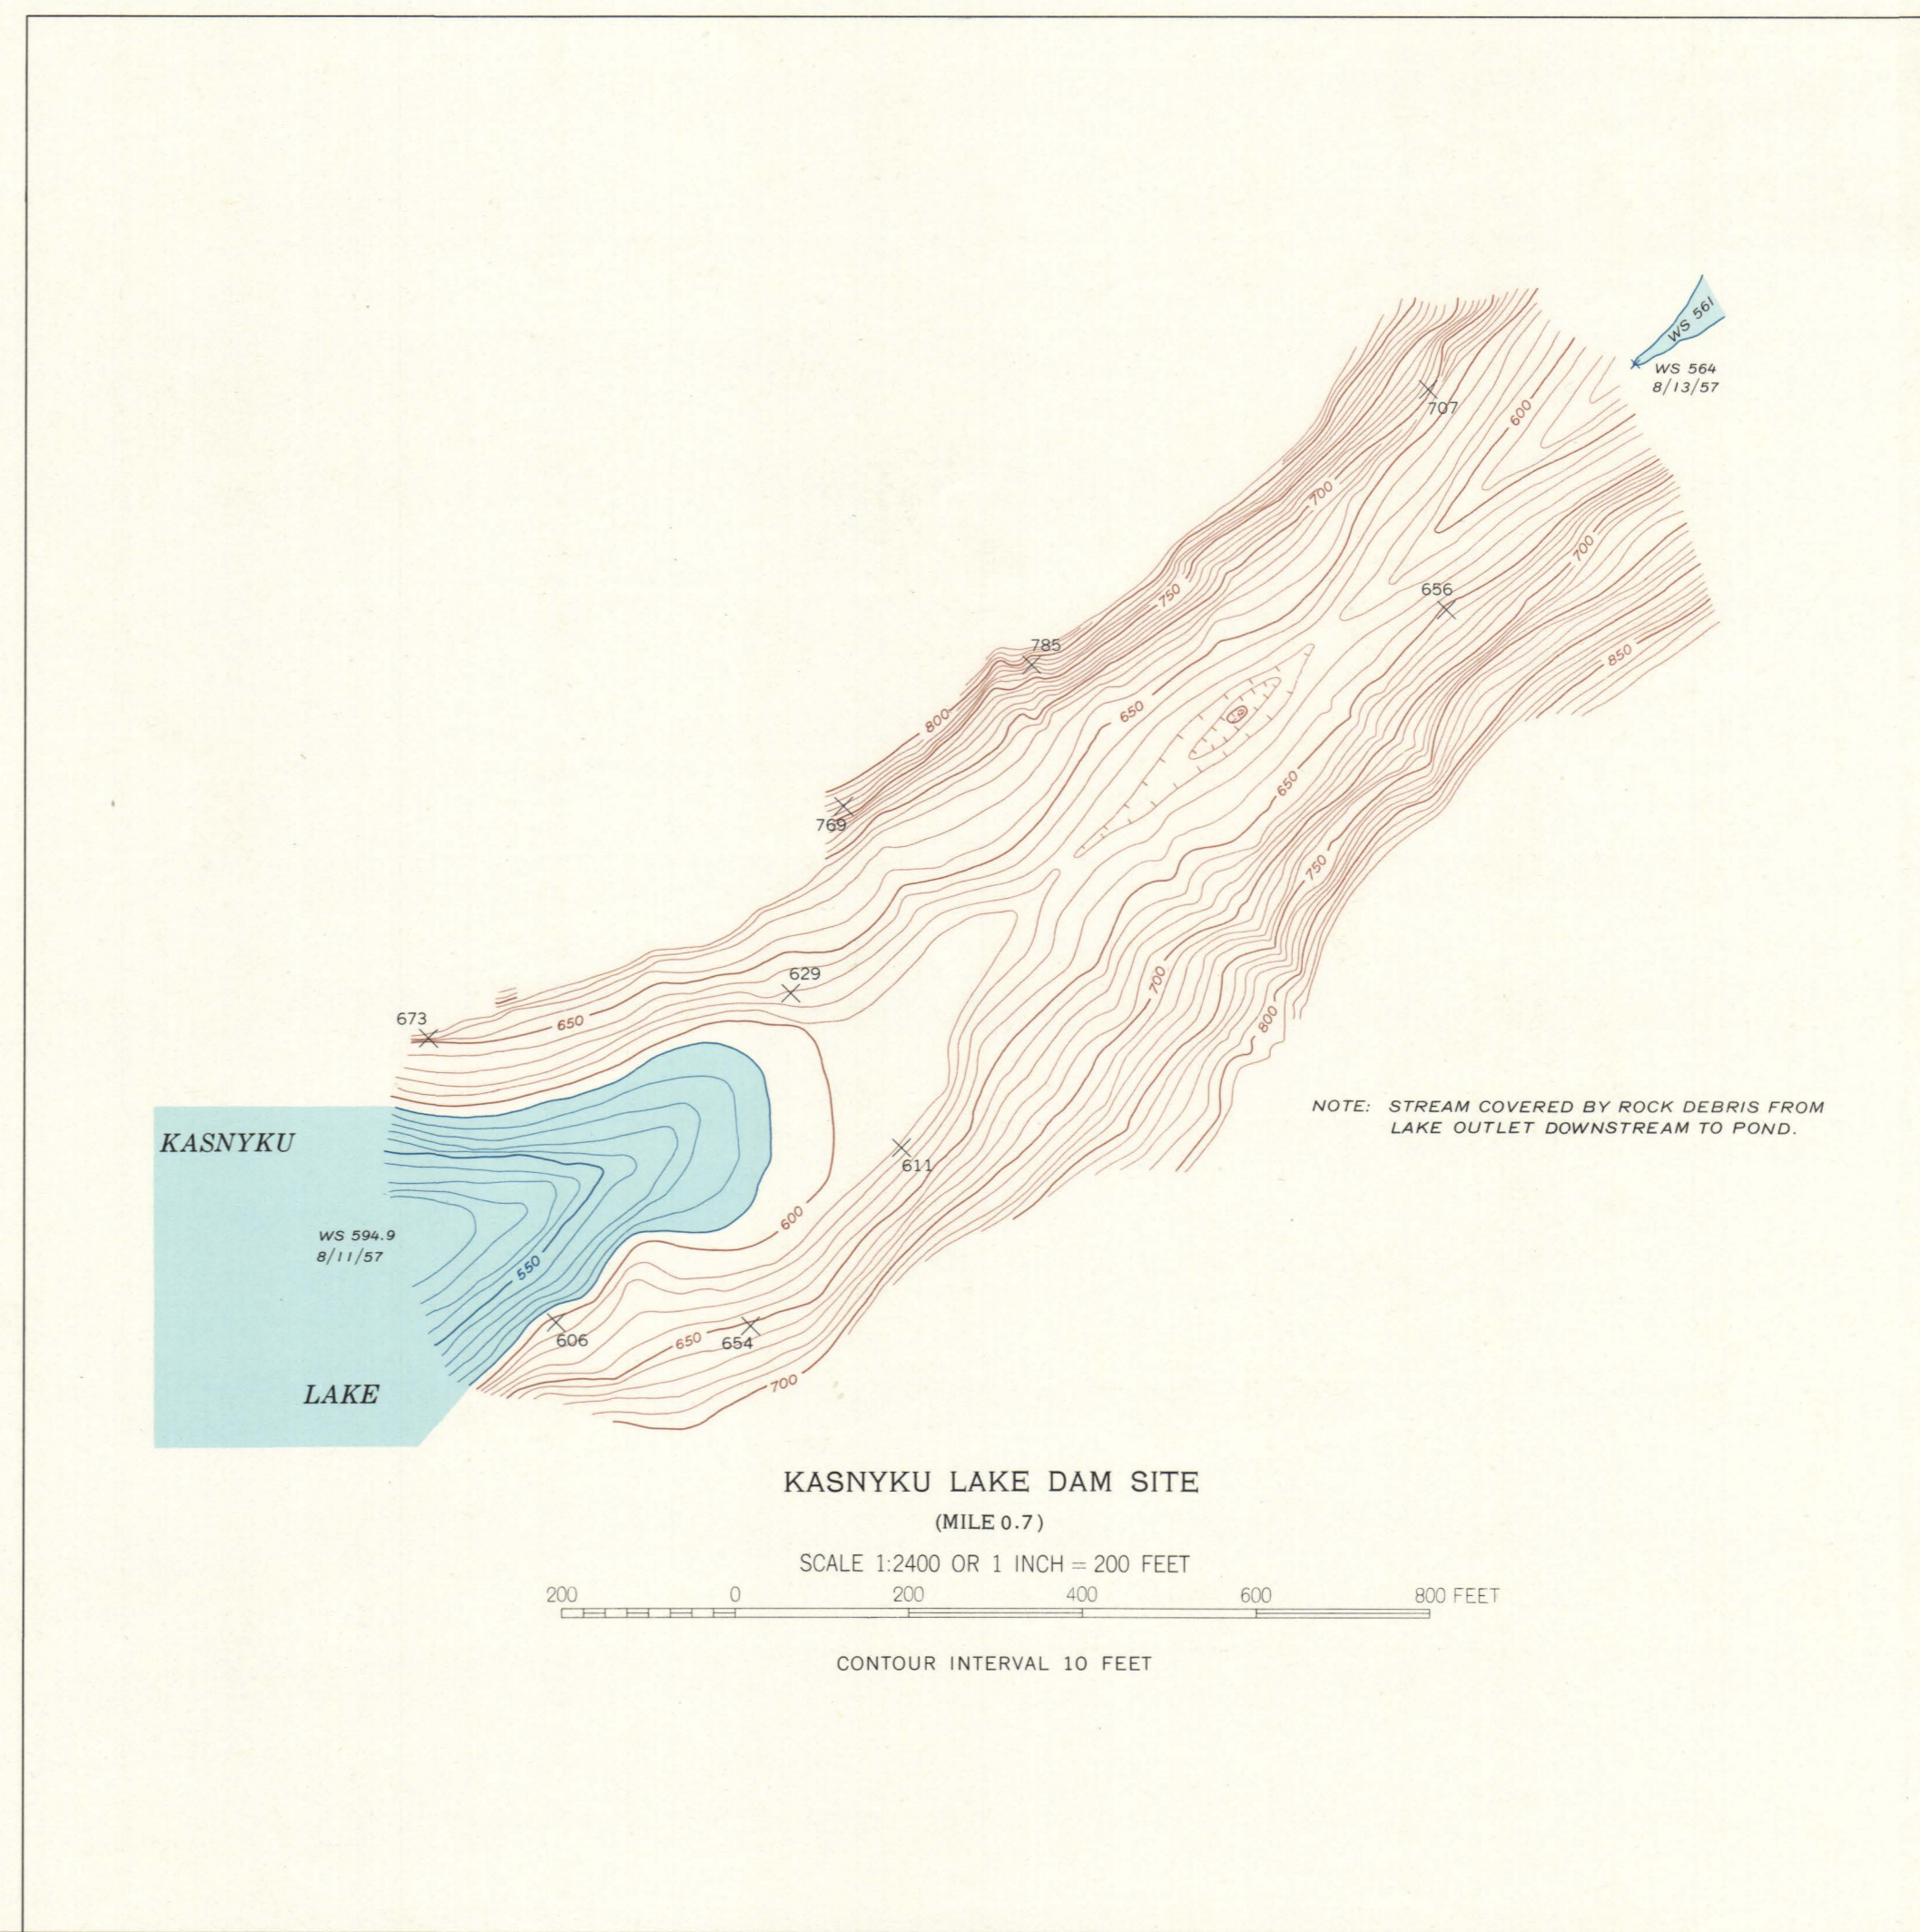 WS 561
WS 564
8/13/57
707
600
700
700
656
750
785
850
650
800
650
769
750
629
700
673
650
800
NOTE: STREAM COVERED BY ROCK DEBRIS FROM
LAKE OUTLET DOWNSTREAM TO POND.
KASNYKU
611
600
WS 594.9
8/11/57
550
606
650
654
700
LAKE
KASNYKU LAKE DAM SITE
(MILE 0.7)
SCALE 1:2400 OR 1 INCH = 200 FEET
200 0 200 400 600 800 FEET
CONTOUR INTERVAL 10 FEET